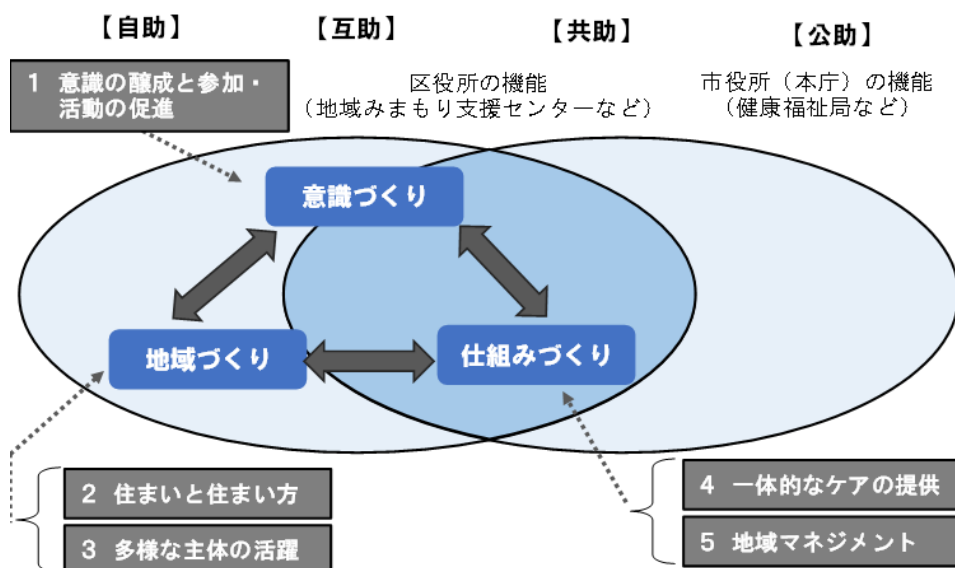 【自助】 【互助】 【共助】 【公助】
1 意識の醸成と参加・
活動の促進
区役所の機能
(地域みまもり支援センターなど)
市役所(本庁)の機能
(健康福祉局など)
意識づくり
地域づくり
仕組みづくり
2 住まいと住まい方
3 多様な主体の活躍
4 一体的なケアの提供
5 地域マネジメント